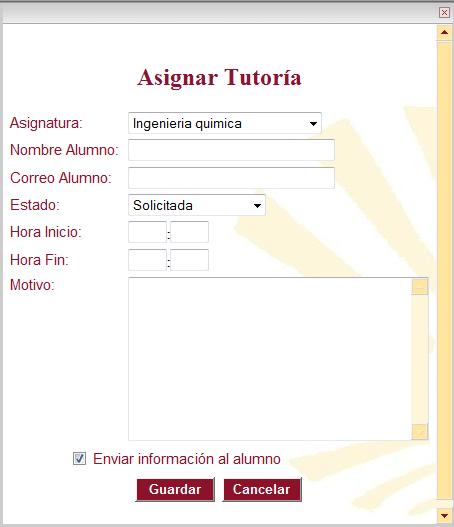 Asignar Tutoría
Asignatura: Ingenieria quimica
Nombre Alumno:
Correo Alumno:
Estado: Solicitada
Hora Inicio: :
Hora Fin: :
Motivo:
Enviar información al alumno
Guardar Cancelar